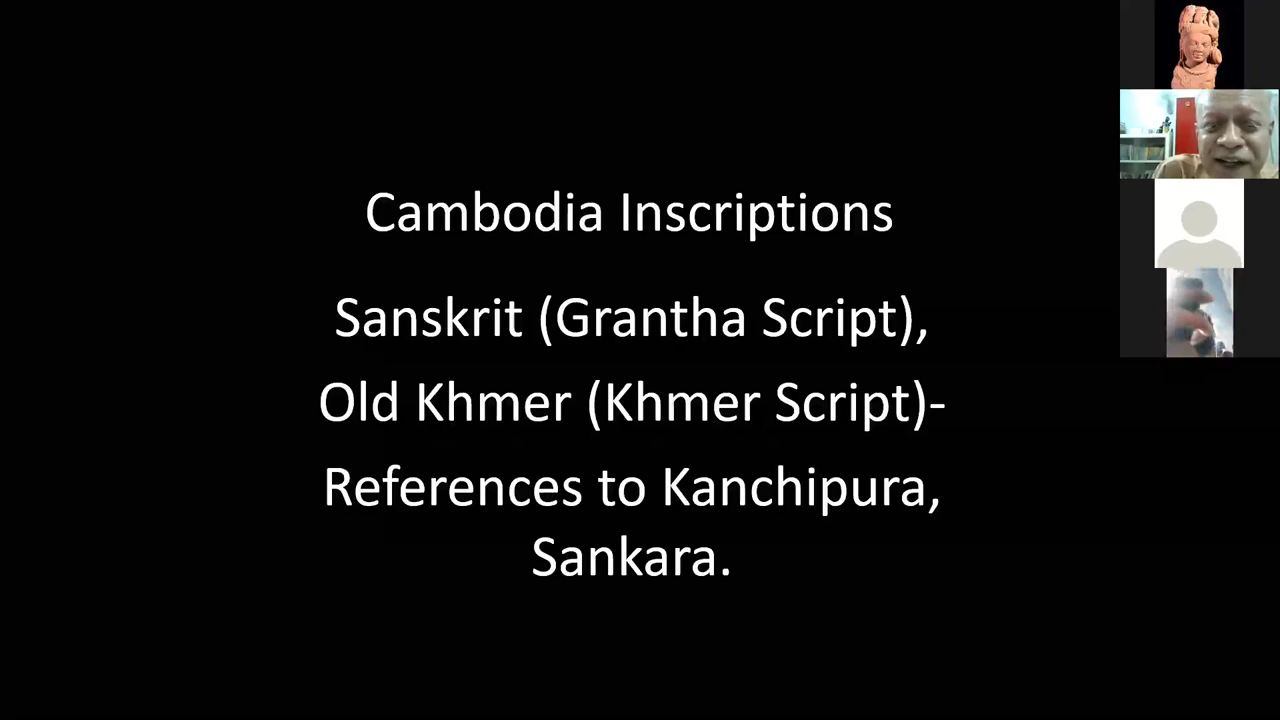 Cambodia Inscriptions
Sanskrit (Grantha Script),
Old Khmer (Khmer Script)-
References to Kanchipura,
Sankara.